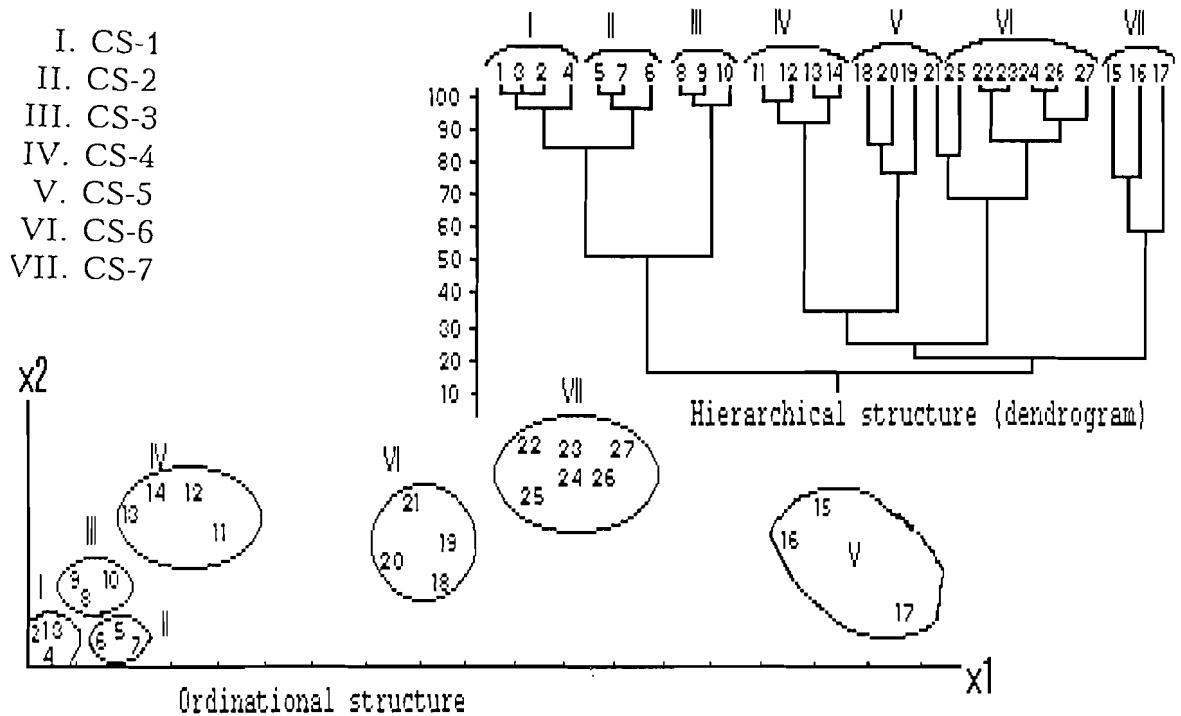 I. CS-1
II. CS-2
III. CS-3
IV. CS-4
V. CS-5
VI. CS-6
VII. CS-7
I II III IV V VI VII
1 3 2 4 5 7 6 8 9 10 11 12 13 14 18 20 19 21 25 22 23 24 26 27 15 16 17
100
90
80
70
60
50
40
30
20
10
Hierarchical structure (dendrogram)
x2
VII
22 23 27
24 26
25
IV
14 12
13
11
VI
21
19
20
18
15
16
V
17
III
9 10
8
I
2 1 3
4
II
5
6 7
x1
Ordinational structure